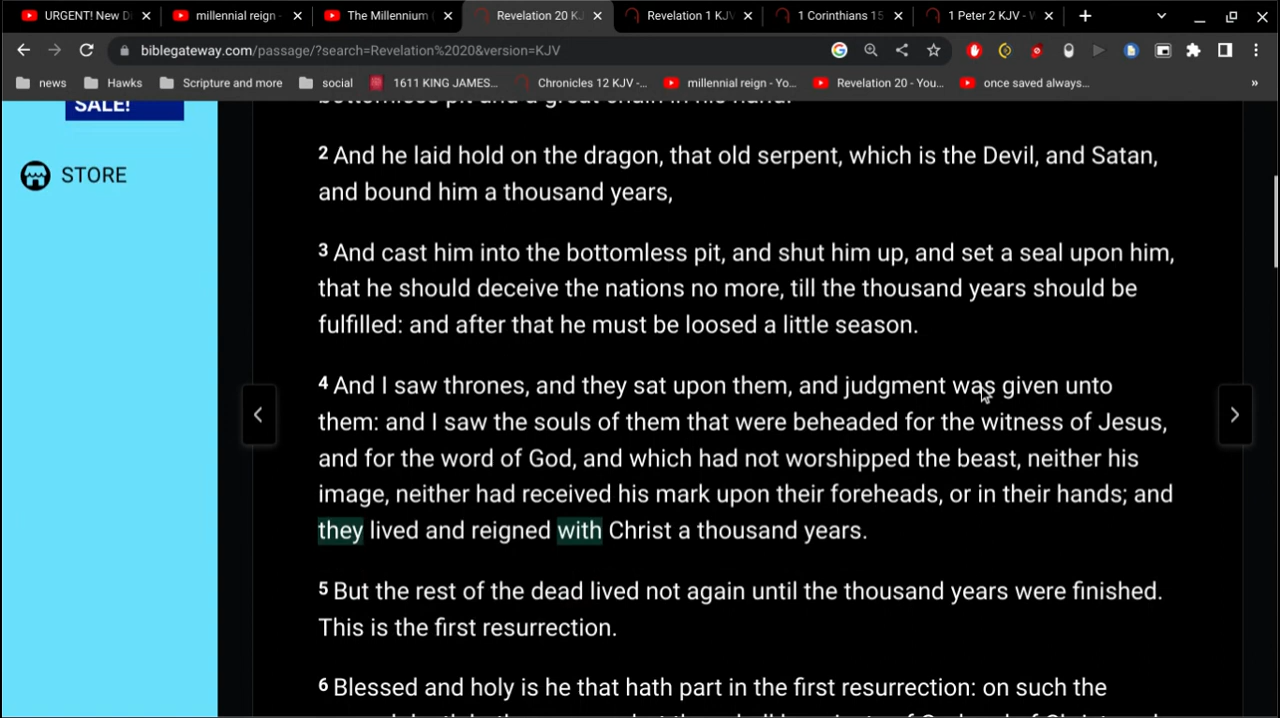 URGENT! New D
millennial reign -
The Millennium (
Revelation 20 KJ
Revelation 1 KJV
1 Corinthians 15
1 Peter 2 KJV - 
biblegateway.com/passage/?search=Revelation%2020&version=KJV
news
Hawks
Scripture and more
social
1611 KING JAMES...
Chronicles 12 KJV -...
millennial reign - Yo...
Revelation 20 - You...
once saved always...
»
SALE!
STORE
bottomless pit and a great chain in his hand.
2 And he laid hold on the dragon, that old serpent, which is the Devil, and Satan,
and bound him a thousand years,
3 And cast him into the bottomless pit, and shut him up, and set a seal upon him,
that he should deceive the nations no more, till the thousand years should be
fulfilled: and after that he must be loosed a little season.
4 And I saw thrones, and they sat upon them, and judgment was given unto
them: and I saw the souls of them that were beheaded for the witness of Jesus,
and for the word of God, and which had not worshipped the beast, neither his
image, neither had received his mark upon their foreheads, or in their hands; and
they lived and reigned with Christ a thousand years.
5 But the rest of the dead lived not again until the thousand years were finished.
This is the first resurrection.
6 Blessed and holy is he that hath part in the first resurrection: on such the